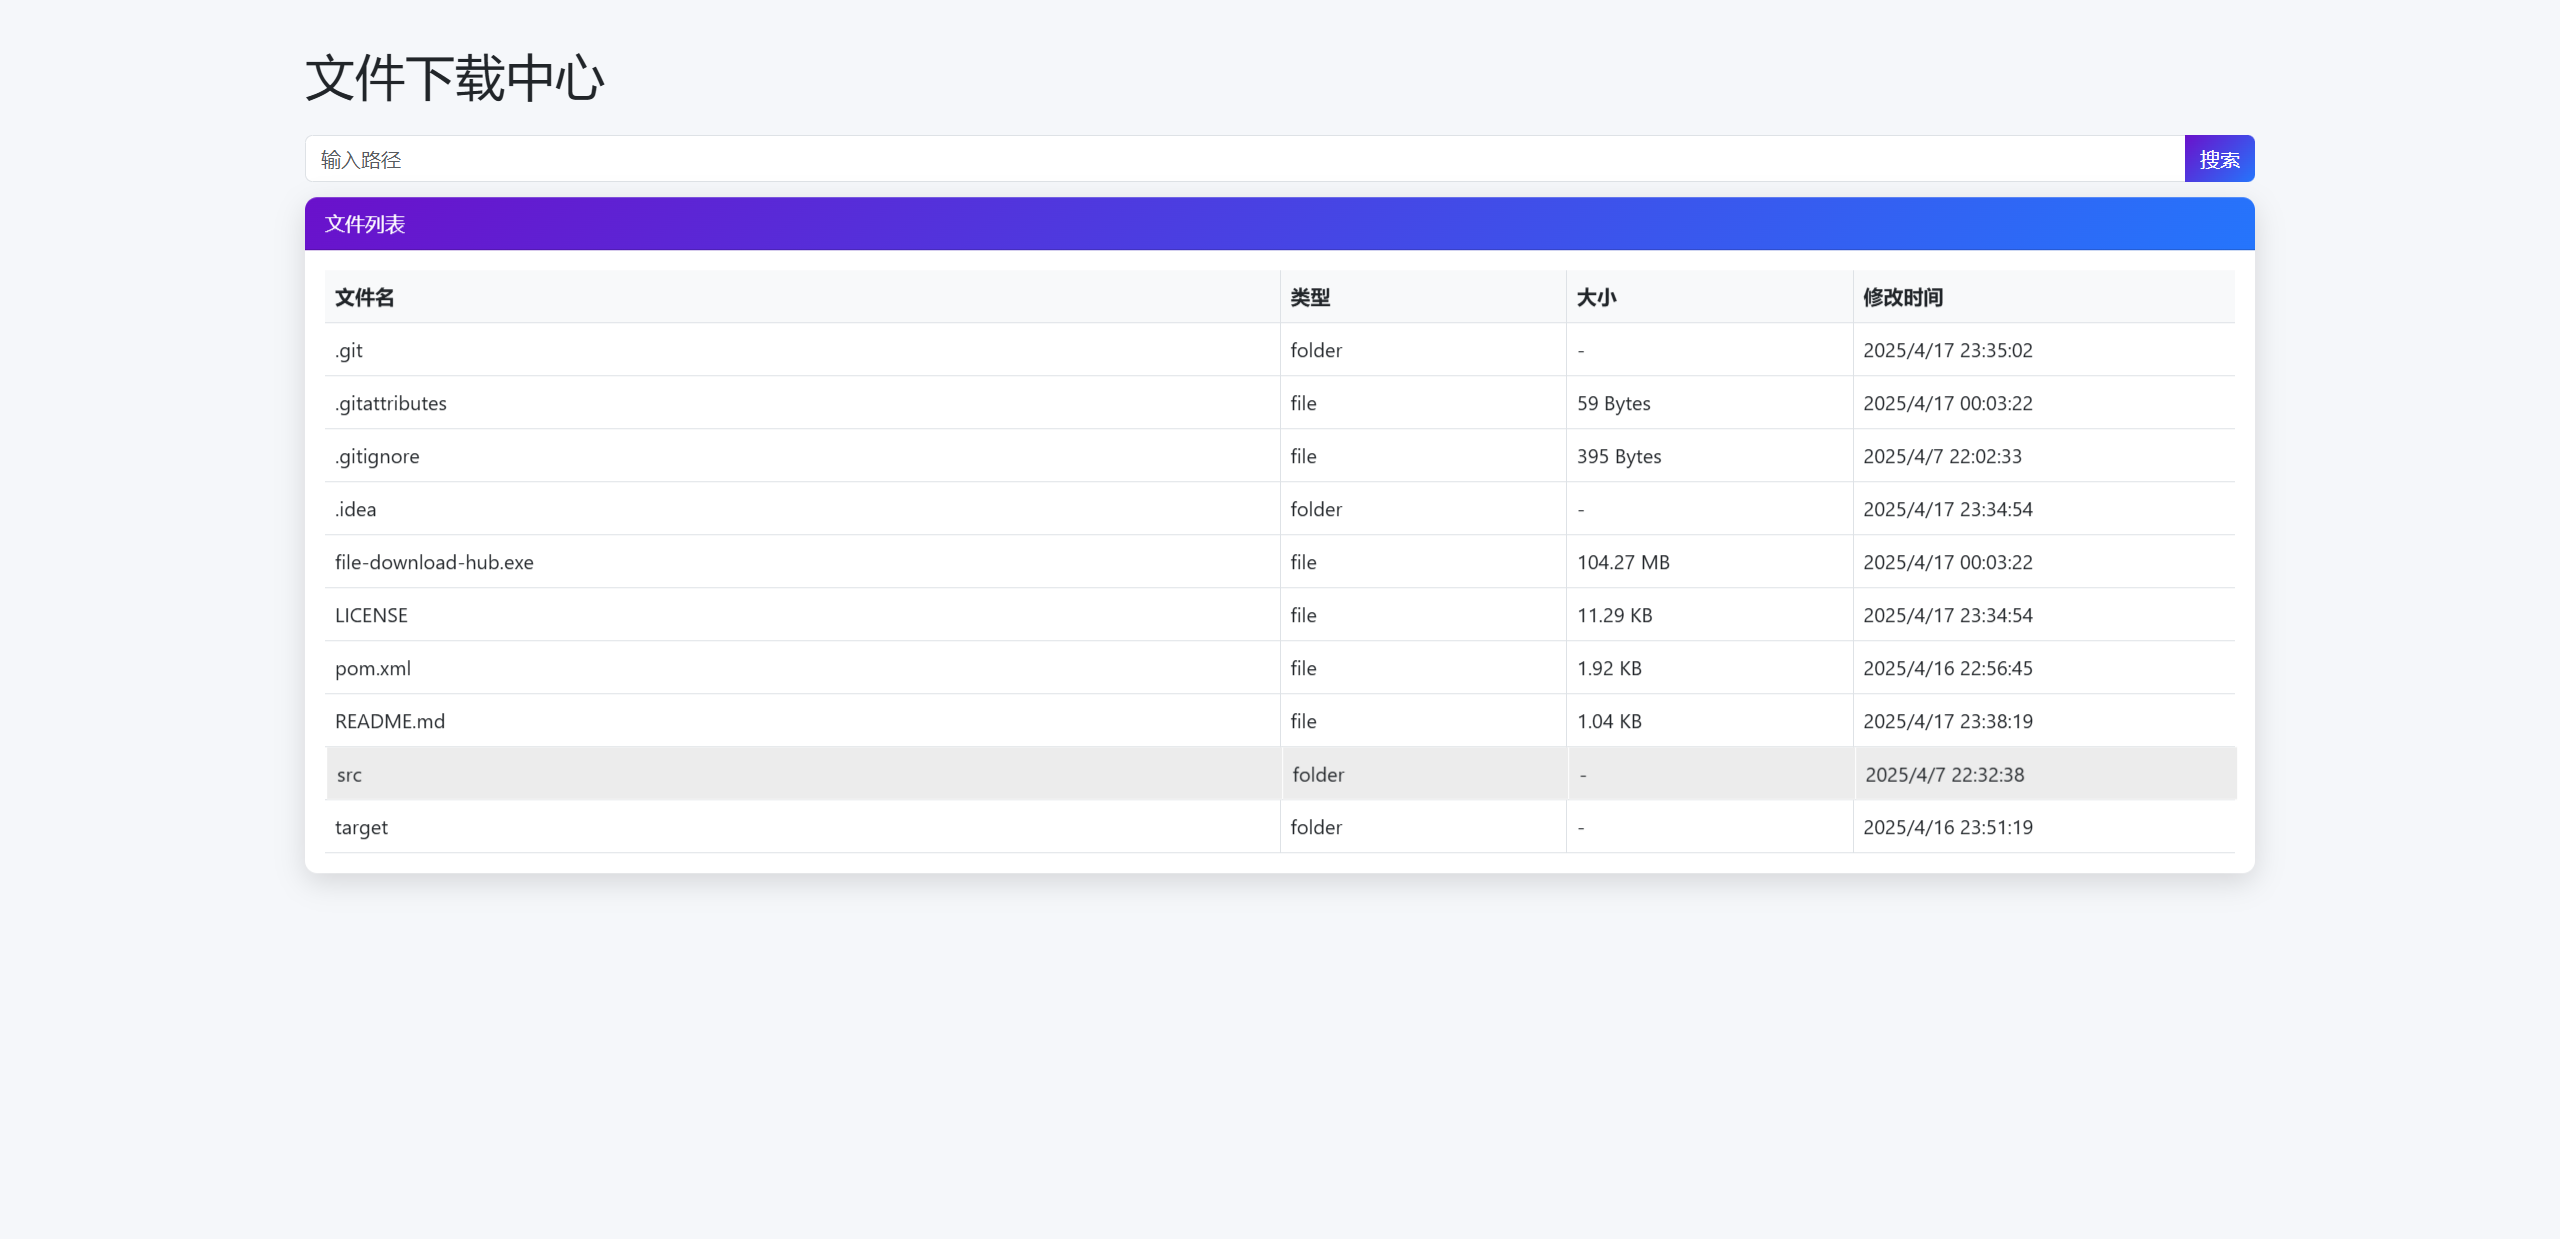 文件下载中心
输入路径 搜索
文件列表
文件名 类型 大小 修改时间
.git folder - 2025/4/17 23:35:02
.gitattributes file 59 Bytes 2025/4/17 00:03:22
.gitignore file 395 Bytes 2025/4/7 22:02:33
.idea folder - 2025/4/17 23:34:54
file-download-hub.exe file 104.27 MB 2025/4/17 00:03:22
LICENSE file 11.29 KB 2025/4/17 23:34:54
pom.xml file 1.92 KB 2025/4/16 22:56:45
README.md file 1.04 KB 2025/4/17 23:38:19
src folder - 2025/4/7 22:32:38
target folder - 2025/4/16 23:51:19